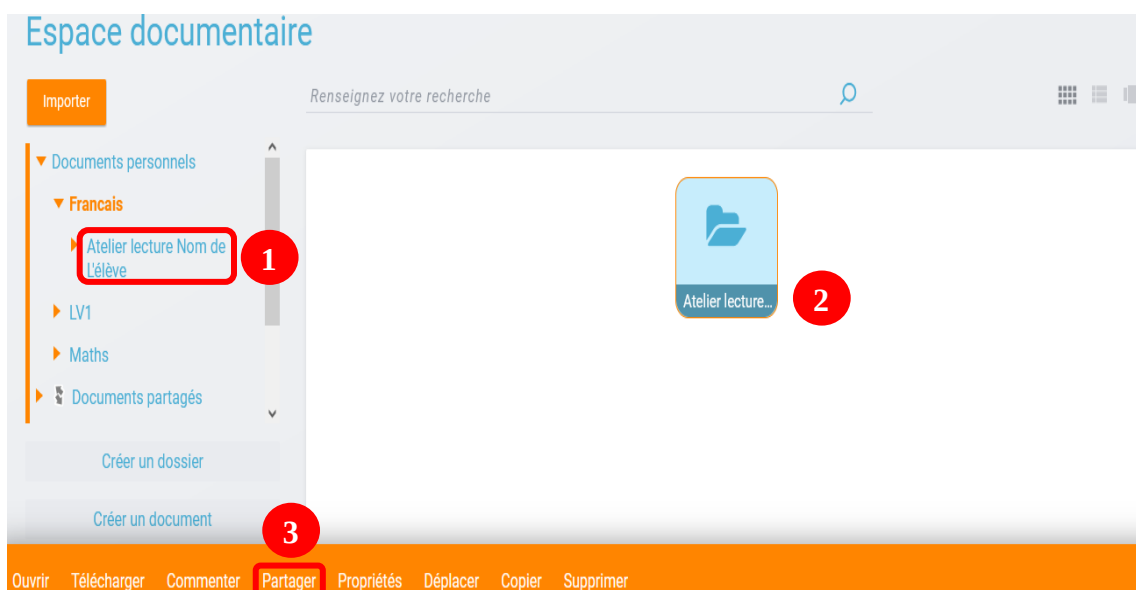 Espace documentaire
Importer
Renseignez votre recherche
Documents personnels
Francais
Atelier lecture Nom de
L'élève
1
LV1
Maths
Documents partagés
Atelier lecture...
2
Créer un dossier
Créer un document
3
Ouvrir Télécharger Commenter Partager Propriétés Déplacer Copier Supprimer